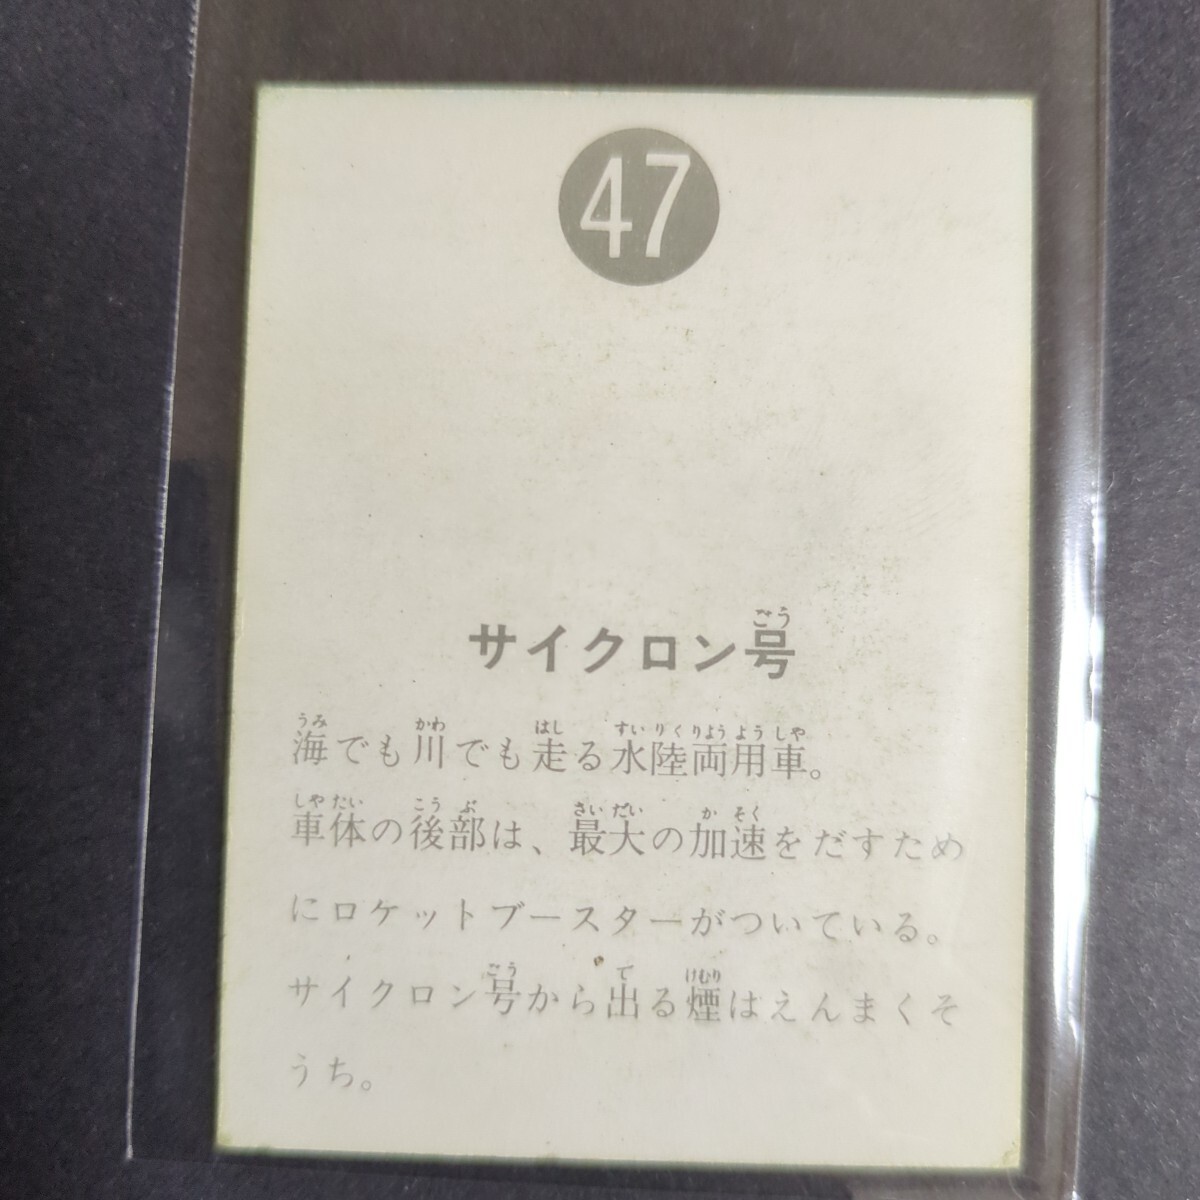 47
サイクロン号
海でも川でも走る水陸両用車。
車体の後部は、最大の加速をだすため
にロケットブースターがついている。
サイクロン号から出る煙はえんまくそ
うち。